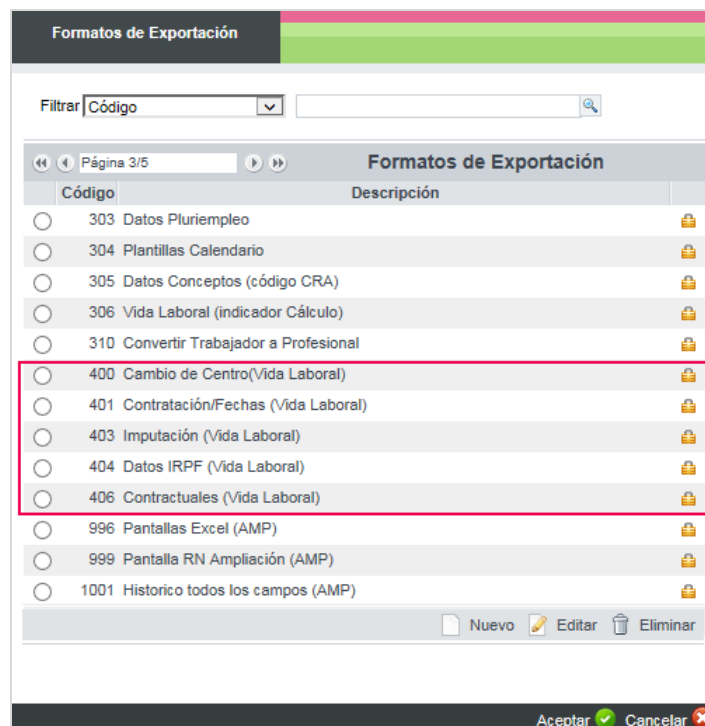 Formatos de Exportación
Filtrar Código
Página 3/5 Formatos de Exportación
Código Descripción
303 Datos Pluriempleo
304 Plantillas Calendario
305 Datos Conceptos (código CRA)
306 Vida Laboral (indicador Cálculo)
310 Convertir Trabajador a Profesional
400 Cambio de Centro(Vida Laboral)
401 Contratación/Fechas (Vida Laboral)
403 Imputación (Vida Laboral)
404 Datos IRPF (Vida Laboral)
406 Contractuales (Vida Laboral)
996 Pantallas Excel (AMP)
999 Pantalla RN Ampliación (AMP)
1001 Historico todos los campos (AMP)
Nuevo Editar Eliminar
Aceptar Cancelar